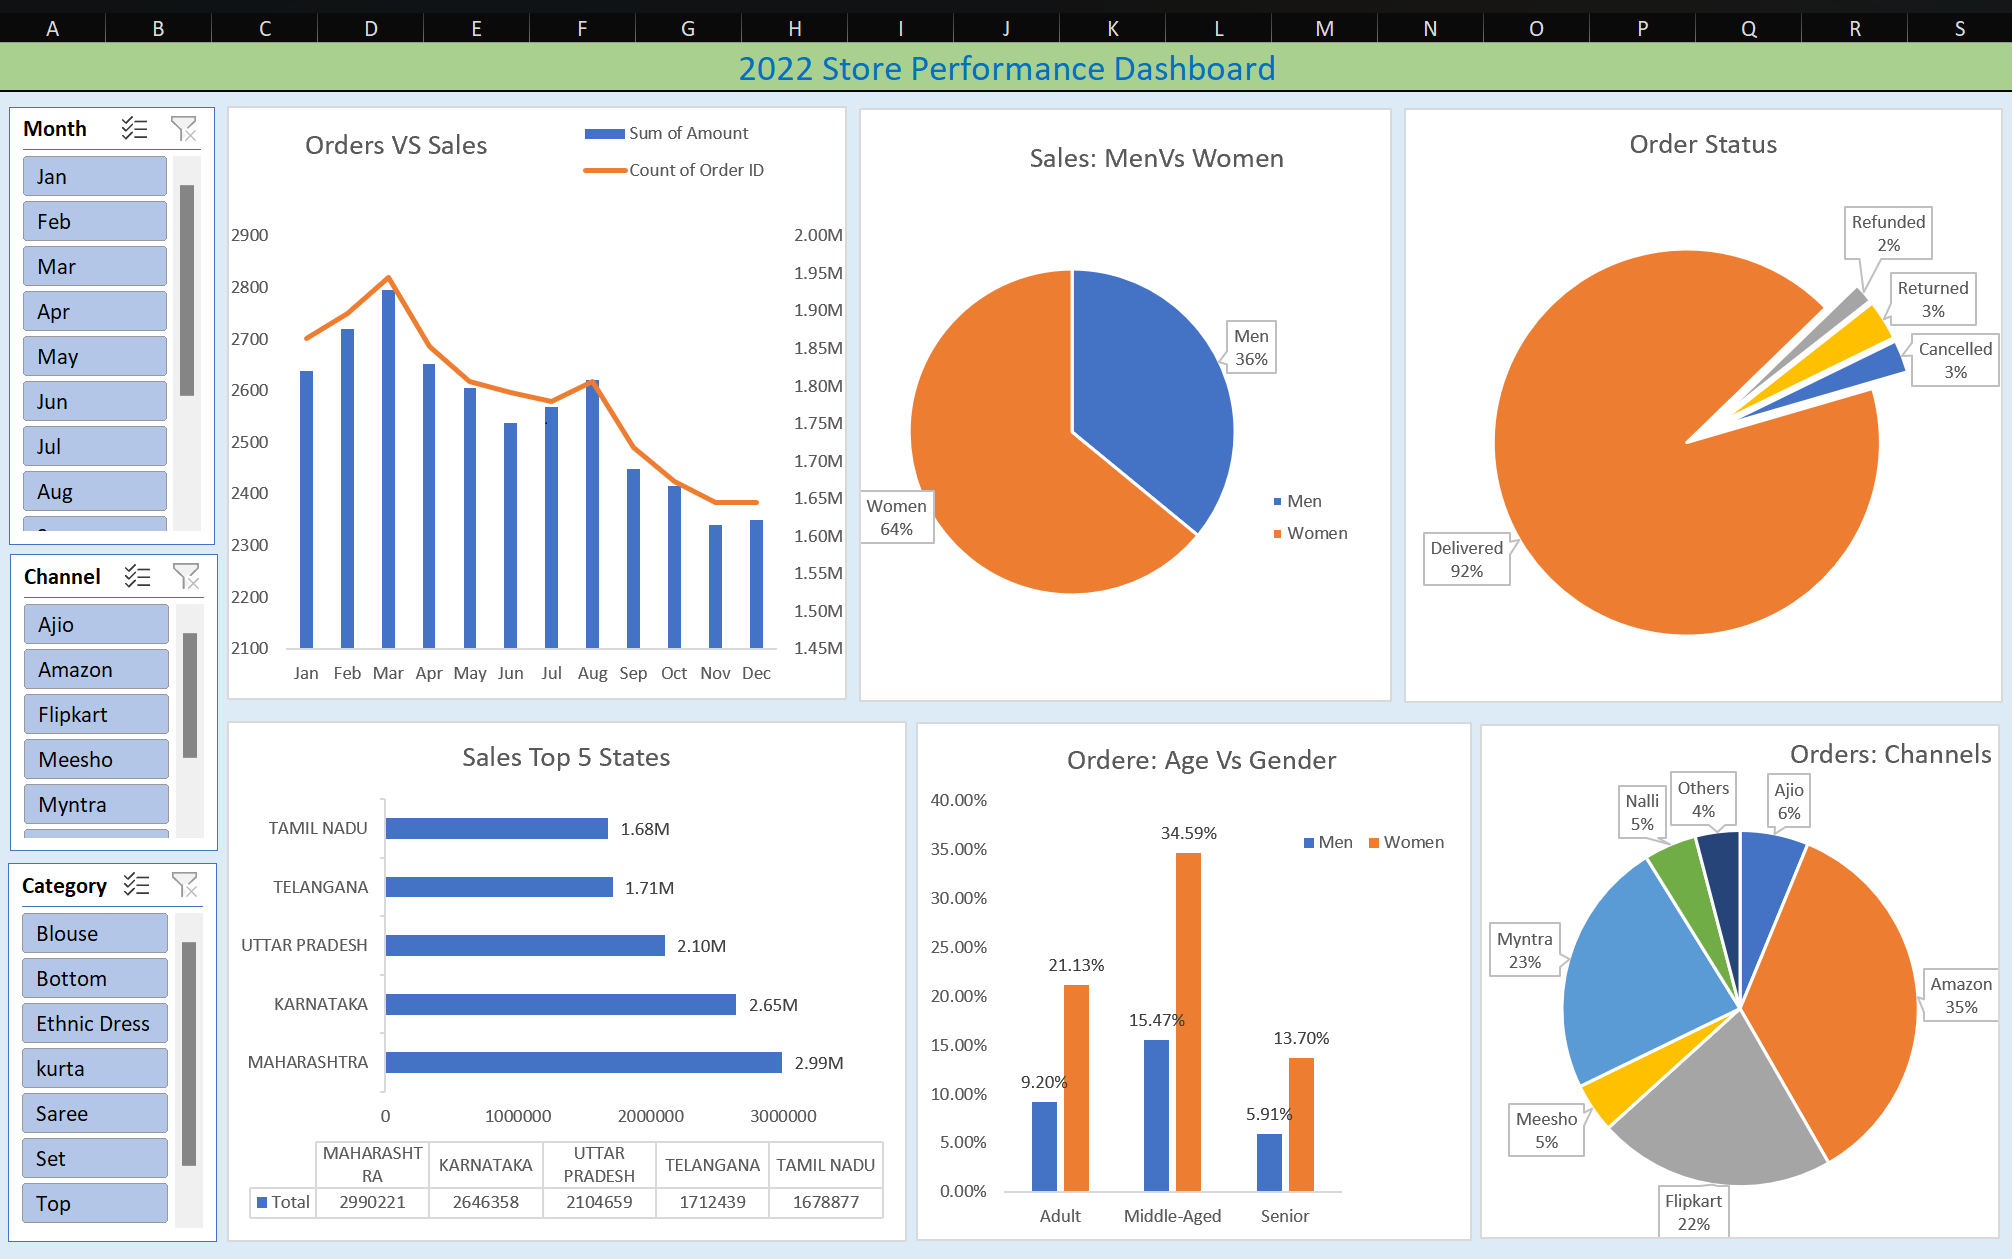 A B C D E F G H I J K L M N O P Q R S
2022 Store Performance Dashboard
Month
Jan
Feb
Mar
Apr
May
Jun
Jul
Aug
Channel
Ajio
Amazon
Flipkart
Meesho
Myntra
Category
Blouse
Bottom
Ethnic Dress
kurta
Saree
Set
Top
Orders VS Sales
Sum of Amount
Count of Order ID
2900
2800
2700
2600
2500
2400
2300
2200
2100
2.00M
1.95M
1.90M
1.85M
1.80M
1.75M
1.70M
1.65M
1.60M
1.55M
1.50M
1.45M
Jan Feb Mar Apr May Jun Jul Aug Sep Oct Nov Dec
Sales: MenVs Women
Men
36%
Women
64%
Men
Women
Order Status
Refunded
2%
Returned
3%
Cancelled
3%
Delivered
92%
Sales Top 5 States
TAMIL NADU 1.68M
TELANGANA 1.71M
UTTAR PRADESH 2.10M
KARNATAKA 2.65M
MAHARASHTRA 2.99M
0 1000000 2000000 3000000
MAHARASHT
RA
KARNATAKA
UTTAR
PRADESH
TELANGANA
TAMIL NADU
Total 2990221 2646358 2104659 1712439 1678877
Ordere: Age Vs Gender
Men Women
40.00%
35.00%
30.00%
25.00%
20.00%
15.00%
10.00%
5.00%
0.00%
9.20%
21.13%
15.47%
34.59%
5.91%
13.70%
Adult Middle-Aged Senior
Orders: Channels
Nalli
5%
Others
4%
Ajio
6%
Myntra
23%
Amazon
35%
Meesho
5%
Flipkart
22%